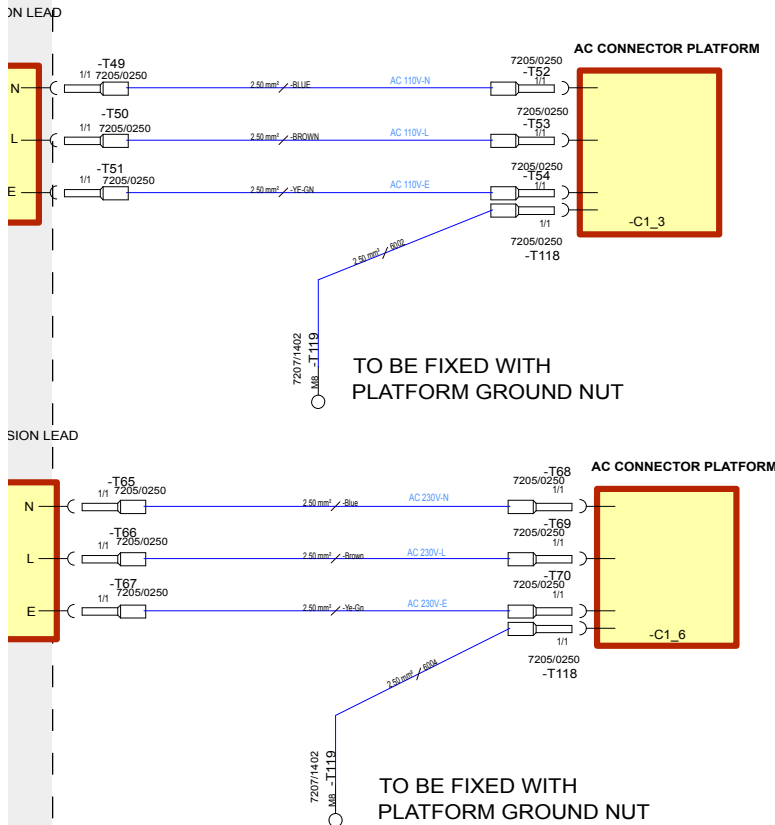 ON LEAD
AC CONNECTOR PLATFORM
N
-T49
1/1 7205/0250
2.50 mm² -BLUE
AC 110V-N
7205/0250
-T52
1/1
L
-T50
1/1 7205/0250
2.50 mm² -BROWN
AC 110V-L
7205/0250
-T53
1/1
E
-T51
1/1 7205/0250
2.50 mm² -YE-GN
AC 110V-E
7205/0250
-T54
1/1
-C1_3
1/1
7205/0250
-T118
2.50 mm² 6002
7207/1402
M8 -T119
TO BE FIXED WITH
PLATFORM GROUND NUT
SION LEAD
AC CONNECTOR PLATFORM
N
-T65
1/1 7205/0250
2.50 mm² -Blue
AC 230V-N
-T68
7205/0250
1/1
L
-T66
1/1 7205/0250
2.50 mm² -Brown
AC 230V-L
-T69
7205/0250
1/1
E
-T67
1/1 7205/0250
2.50 mm² -Ye-Gn
AC 230V-E
-T70
7205/0250
1/1
-C1_6
1/1
7205/0250
-T118
2.50 mm² 6004
7207/1402
M8 -T119
TO BE FIXED WITH
PLATFORM GROUND NUT